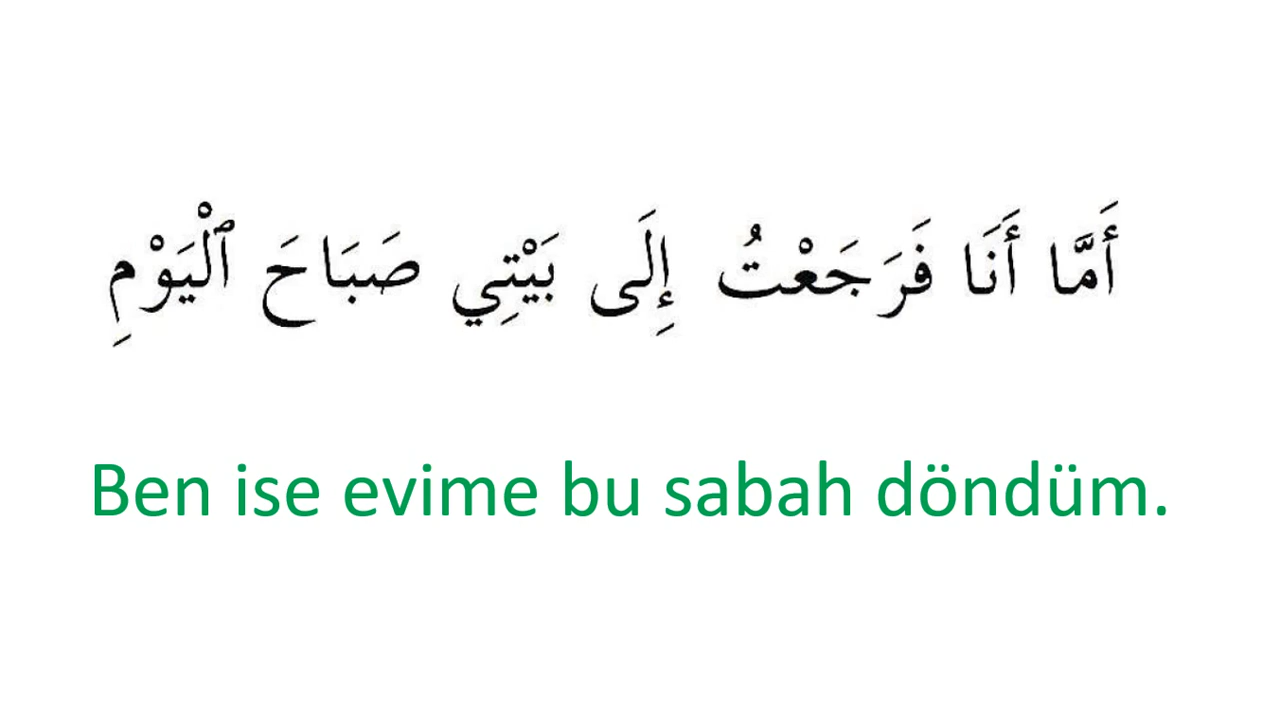 أَمَّا أَنَا فَرَجَعْتُ إِلَى بَيْتِي صَبَاحَ ٱلْيَوْمِ
Ben ise evime bu sabah döndüm.